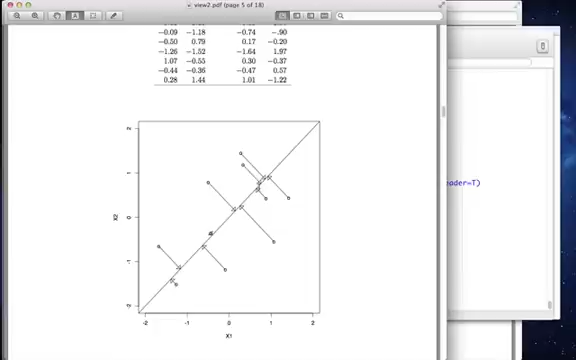 view2.pdf (page 5 of 18)
−0.09 −1.18 −0.74 −.90
−0.50 0.79 0.17 −0.20
−1.26 −1.52 −1.64 1.97
1.07 −0.55 0.30 −0.37
−0.44 −0.36 −0.47 0.57
0.28 1.44 1.01 −1.22
eader=T)
2
1
0
-1
-2
X2
-2 -1 0 1 2
X1